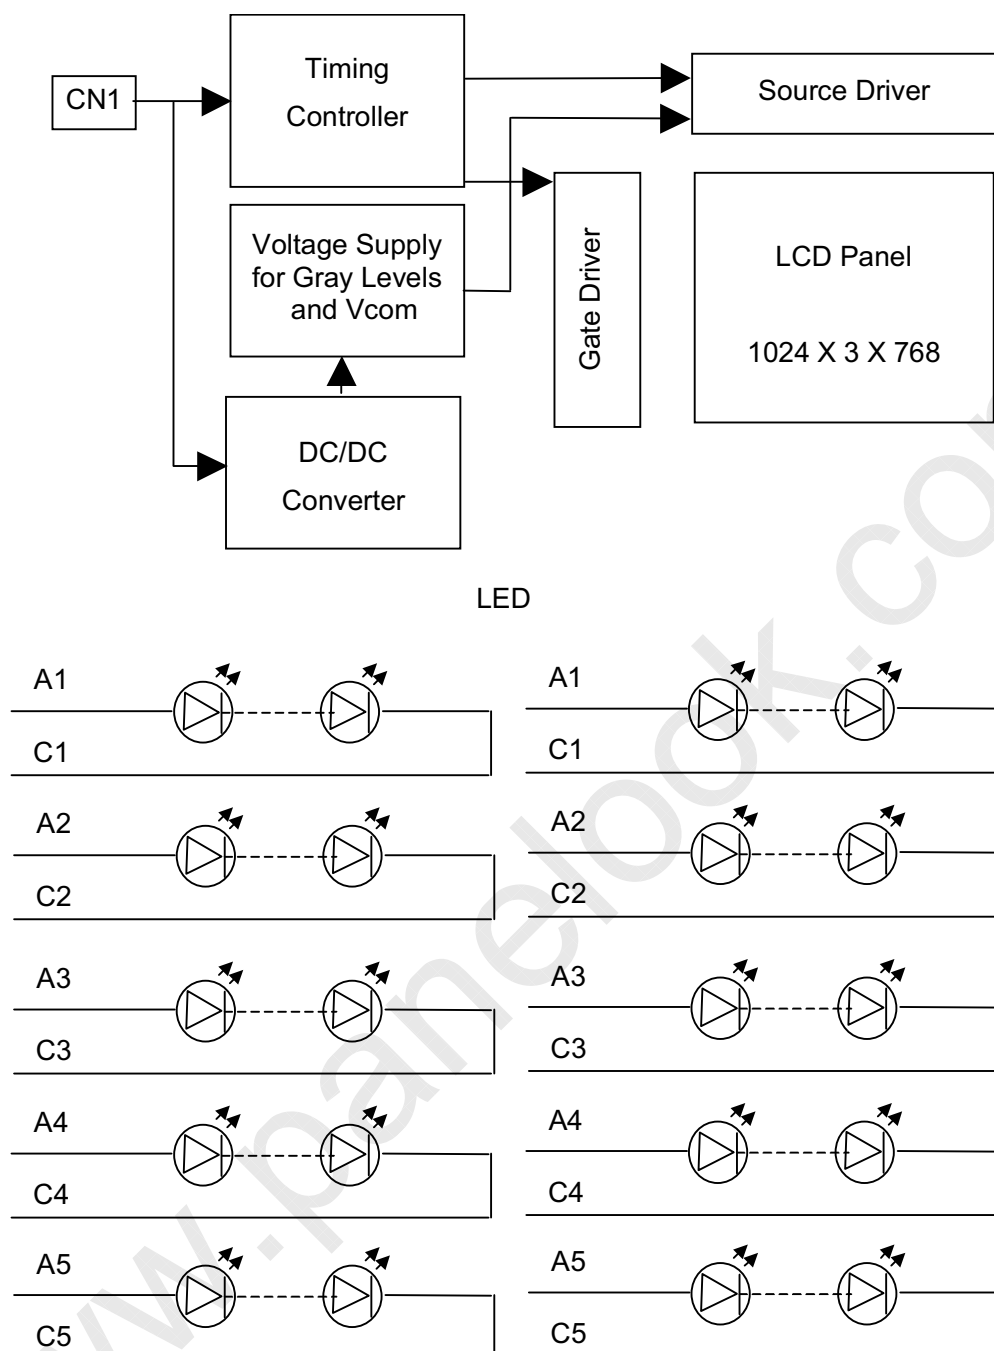 CN1
Timing
Controller
Source Driver
Voltage Supply
for Gray Levels
and Vcom
Gate Driver
LCD Panel
1024 X 3 X 768
DC/DC
Converter
LED
A1
C1
A2
C2
A3
C3
A4
C4
A5
C5
A1
C1
A2
C2
A3
C3
A4
C4
A5
C5
www.panelook.com